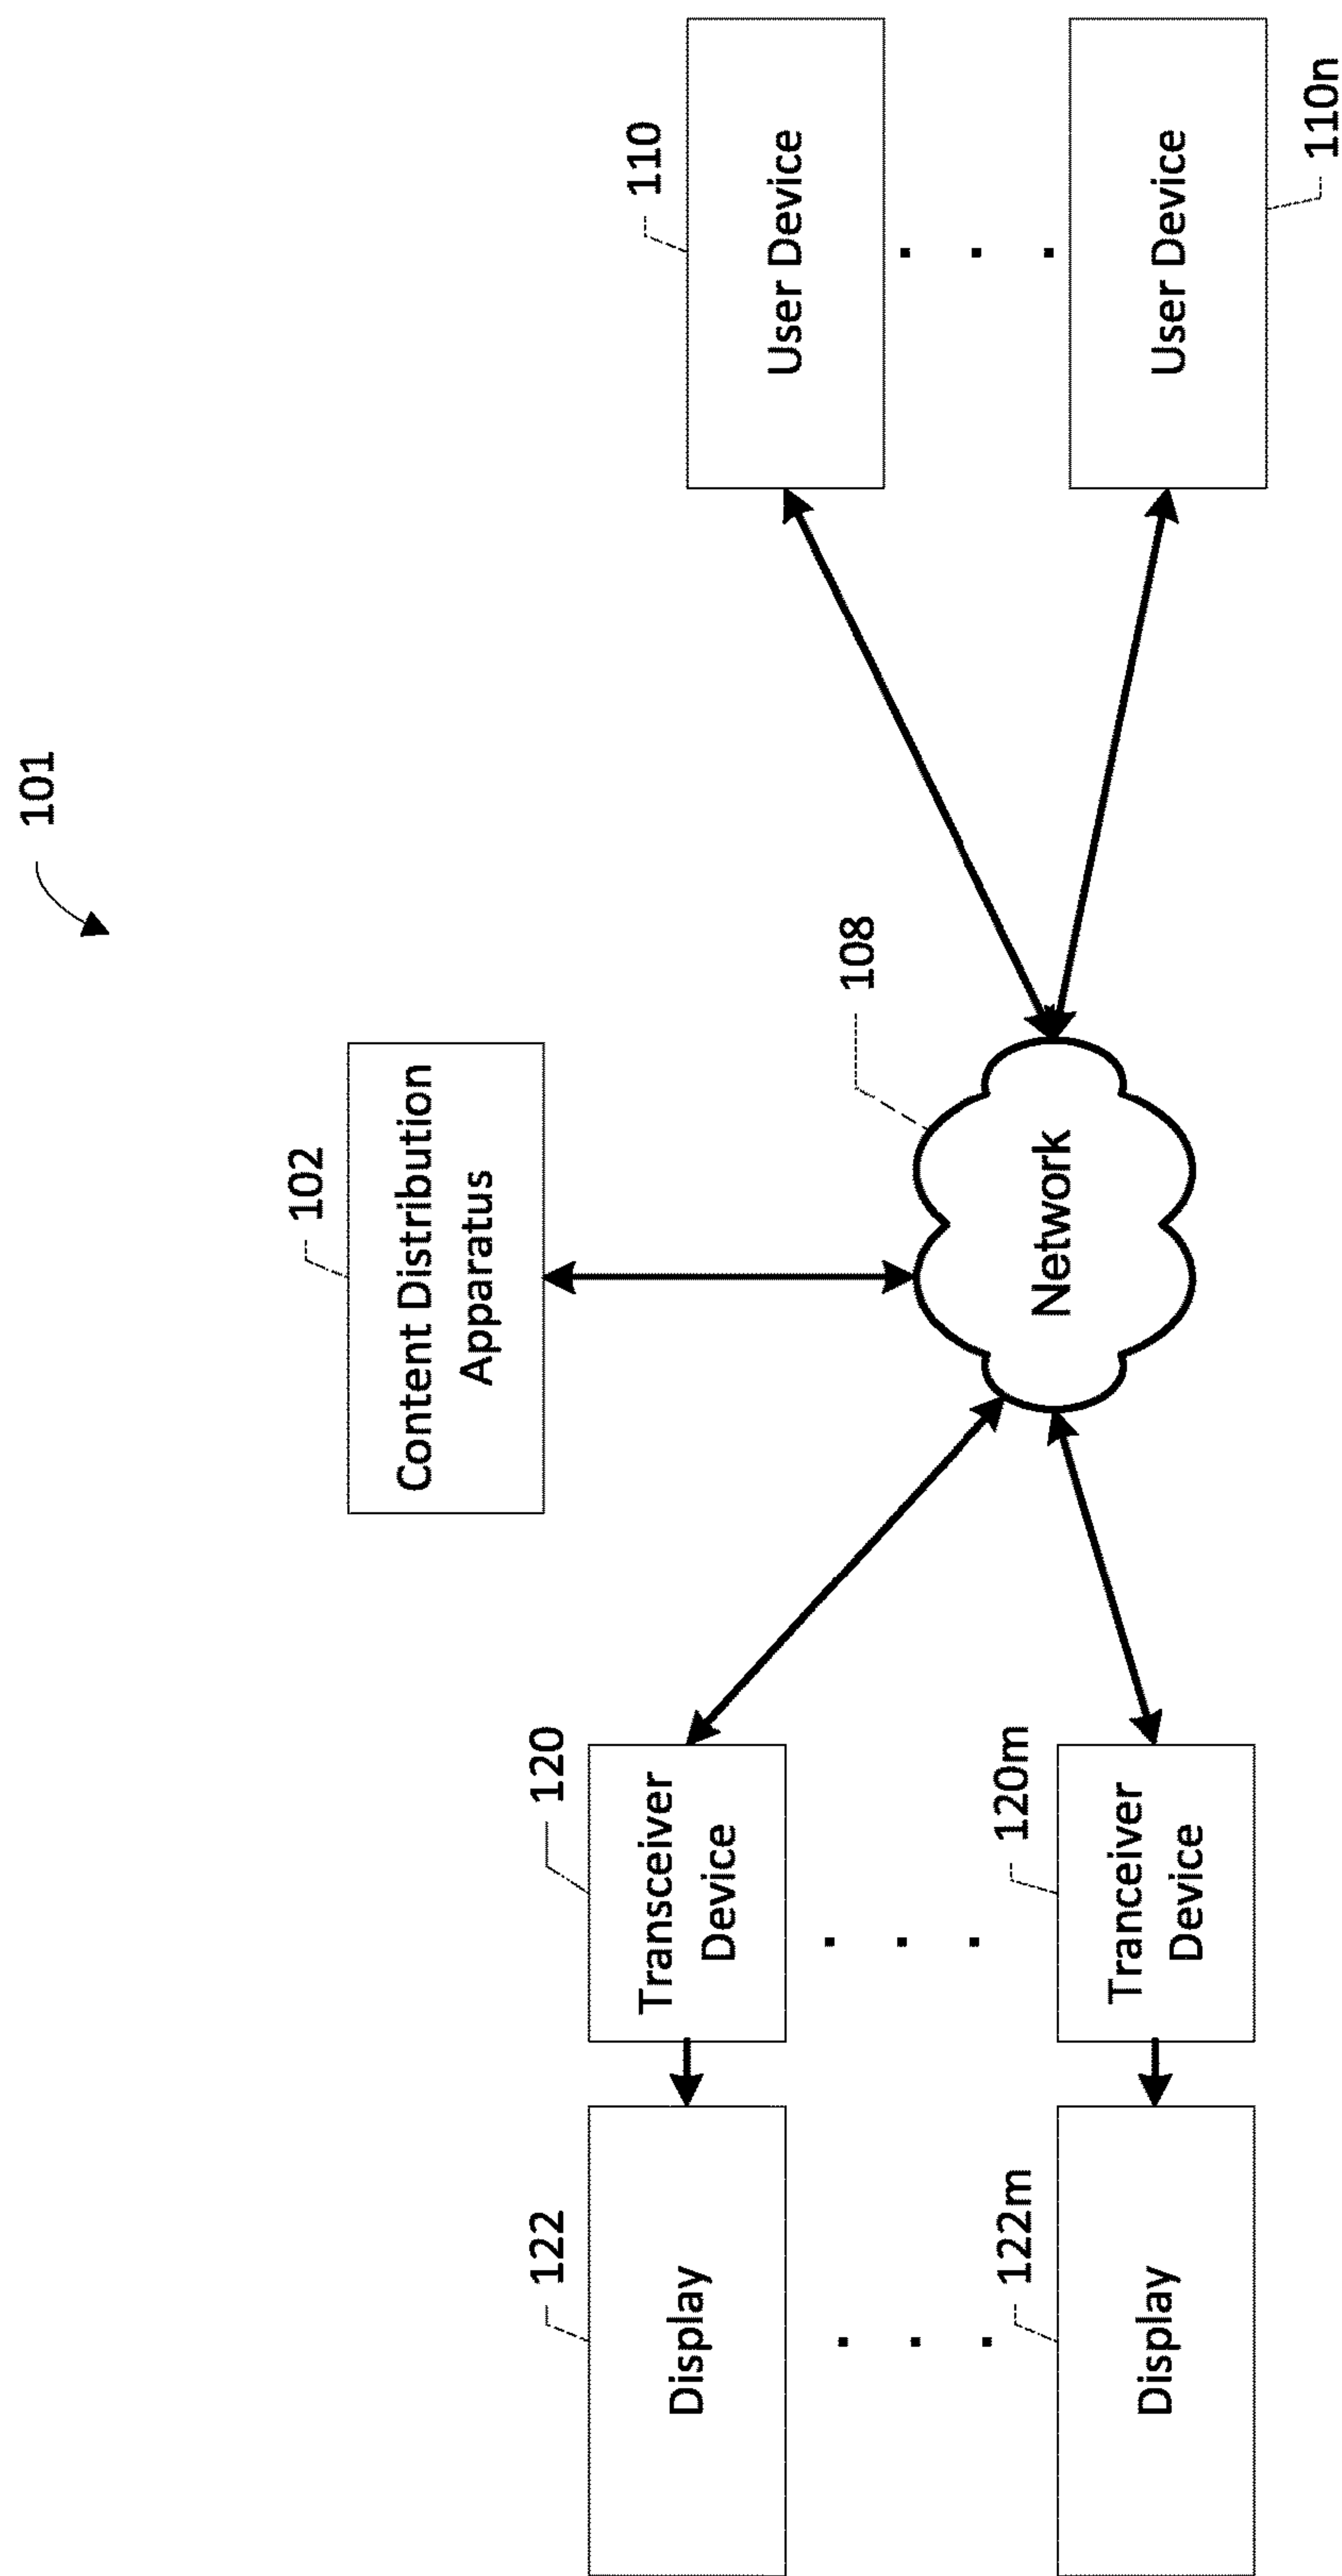 101
102
Content Distribution
Apparatus
108
Network
122
Display
120
Transceiver
Device
110
User Device
122m
Display
120m
Tranceiver
Device
User Device
110n